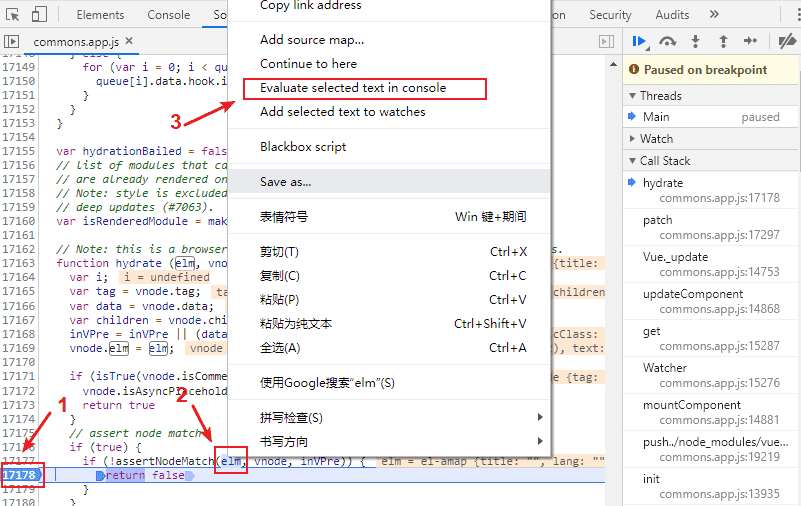 Elements Console Sou on Security Audits »
commons.app.js ×
17148 } else {
17149 for (var i = 0; i < qu
17150 queue[i].data.hook.i
17151 }
17152 }
17153 }
17154
17155 var hydrationBailed = fals
17156 // list of modules that ca
17157 // are already rendered on
17158 // Note: style is excluded
17159 // deep updates (#7063).
17160 var isRenderedModule = mak
17161
17162 // Note: this is a browser s.
17163 function hydrate (elm, vno {title:
17164 var i; i = undefined
17165 var tag = vnode.tag; ta children
17166 var data = vnode.data;
17167 var children = vnode.chi
17168 inVPre = inVPre || (data cClass:
17169 vnode.elm = elm; vnode ), text:
17170
17171 if (isTrue(vnode.isComme e {tag:
17172 vnode.isAsyncPlacehold
17173 return true
17174 }
17175 // assert node match
17176 if (true) {
17177 if (!assertNodeMatch(elm, vnode, inVPre)) { elm = el-amap {title: "", lang: ""
17178 return false
17179 }
17180 }
1
2
3
Copy link address
Add source map...
Continue to here
Evaluate selected text in console
Add selected text to watches
Blackbox script
Save as...
表情符号 Win 键+期间
剪切(T) Ctrl+X
复制(C) Ctrl+C
粘贴(P) Ctrl+V
粘贴为纯文本 Ctrl+Shift+V
全选(A) Ctrl+A
使用Google搜索“elm”(S)
拼写检查(S)
书写方向
Paused on breakpoint
Threads
Main paused
Watch
Call Stack
hydrate
commons.app.js:17178
patch
commons.app.js:17297
Vue._update
commons.app.js:14753
updateComponent
commons.app.js:14868
get
commons.app.js:15287
Watcher
commons.app.js:15276
mountComponent
commons.app.js:14881
push../node_modules/vue...
commons.app.js:19219
init
commons.app.js:13935